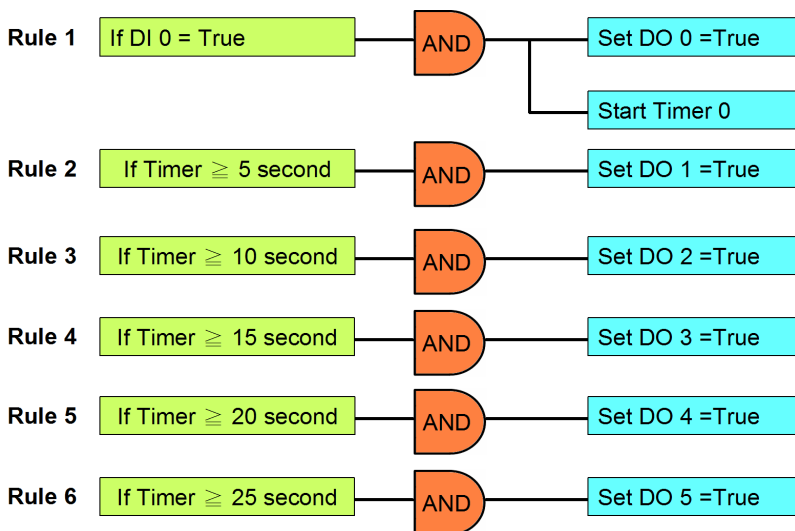 Rule 1 If DI 0 = True AND Set DO 0 =True
Start Timer 0
Rule 2 If Timer ≧ 5 second AND Set DO 1 =True
Rule 3 If Timer ≧ 10 second AND Set DO 2 =True
Rule 4 If Timer ≧ 15 second AND Set DO 3 =True
Rule 5 If Timer ≧ 20 second AND Set DO 4 =True
Rule 6 If Timer ≧ 25 second AND Set DO 5 =True